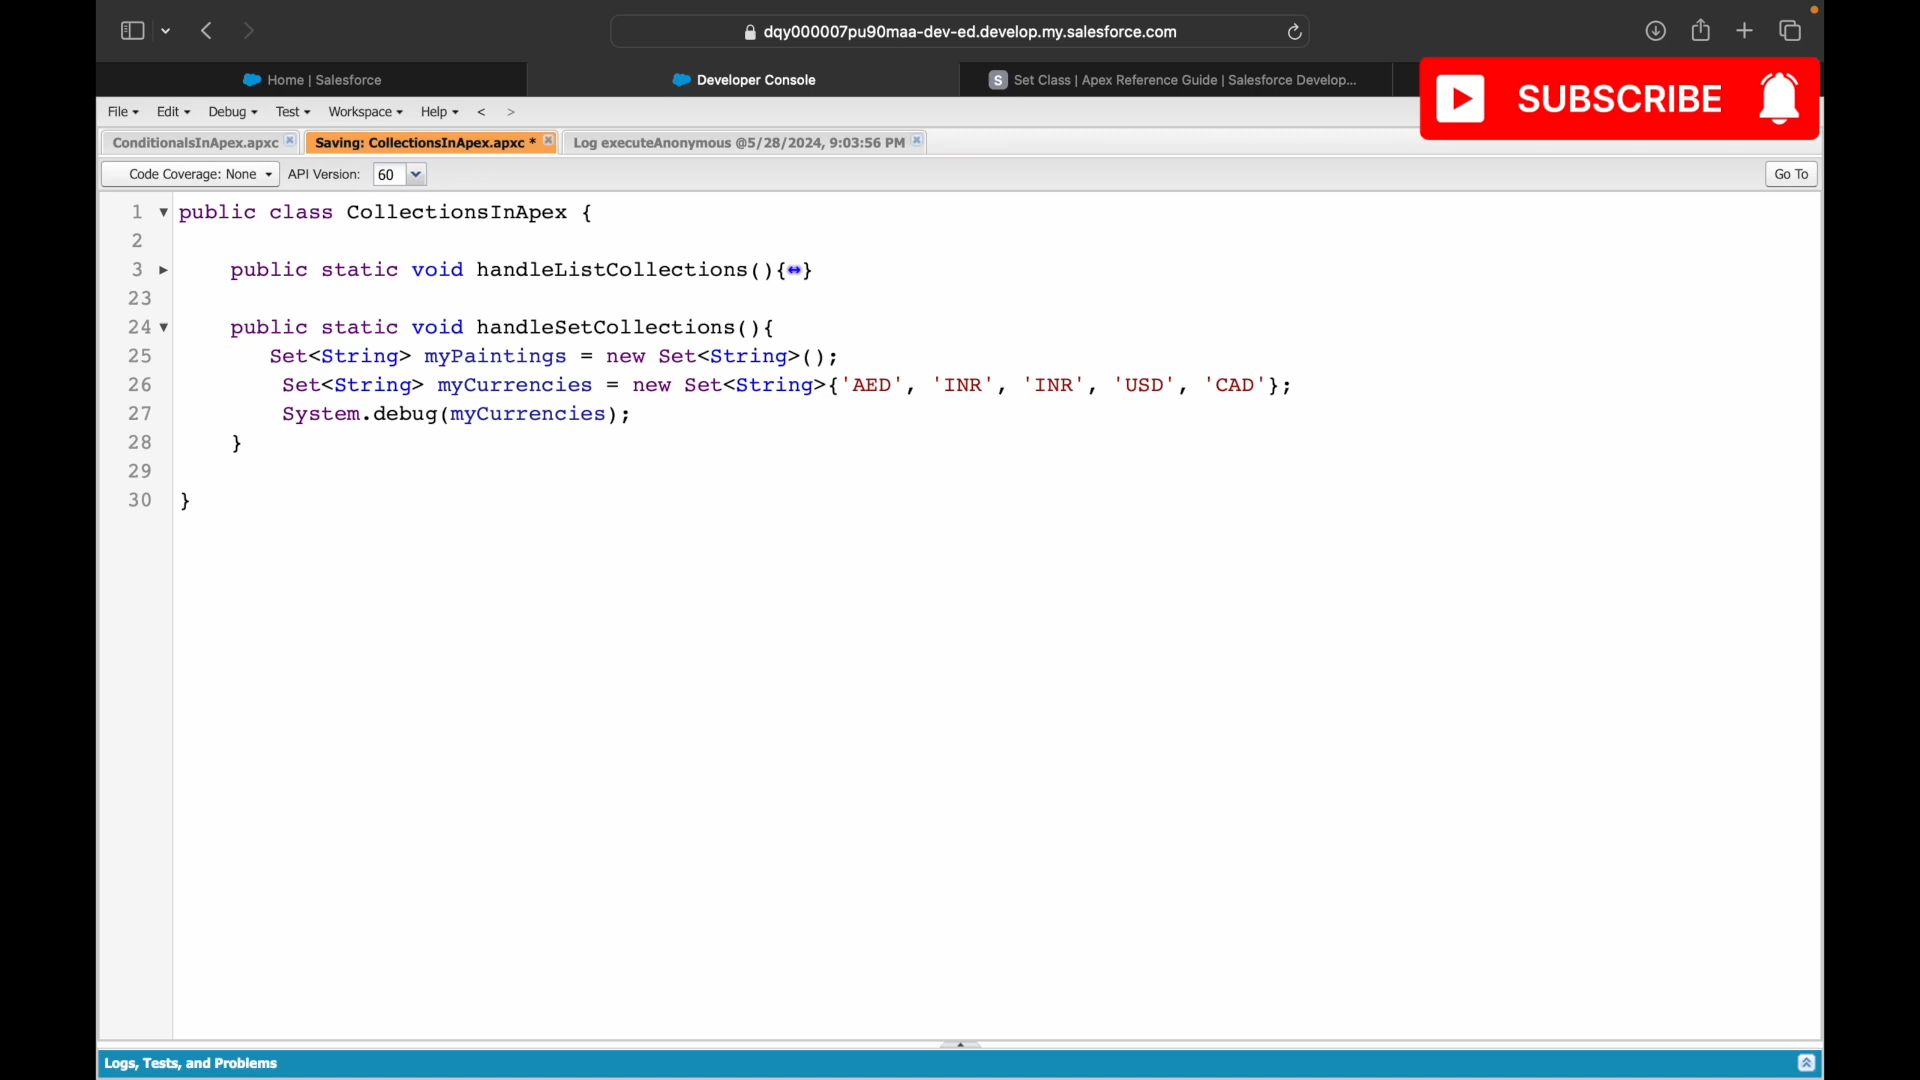 dqy000007pu90maa-dev-ed.develop.my.salesforce.com
Home | Salesforce
Developer Console
S Set Class | Apex Reference Guide | Salesforce Develop...
SUBSCRIBE
File Edit Debug Test Workspace Help < >
ConditionalsInApex.apxc
Saving: CollectionsInApex.apxc *
Log executeAnonymous @5/28/2024, 9:03:56 PM
Code Coverage: None API Version: 60 Go To
1 public class CollectionsInApex {
2
3 public static void handleListCollections(){↔}
23
24 public static void handleSetCollections(){
25 Set<String> myPaintings = new Set<String>();
26 Set<String> myCurrencies = new Set<String>{'AED', 'INR', 'INR', 'USD', 'CAD'};
27 System.debug(myCurrencies);
28 }
29
30 }
Logs, Tests, and Problems